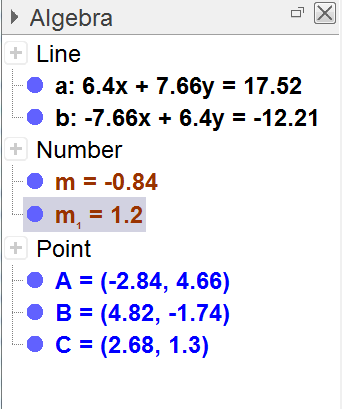 Algebra
Line
a: 6.4x + 7.66y = 17.52
b: -7.66x + 6.4y = -12.21
Number
m = -0.84
m₁ = 1.2
Point
A = (-2.84, 4.66)
B = (4.82, -1.74)
C = (2.68, 1.3)